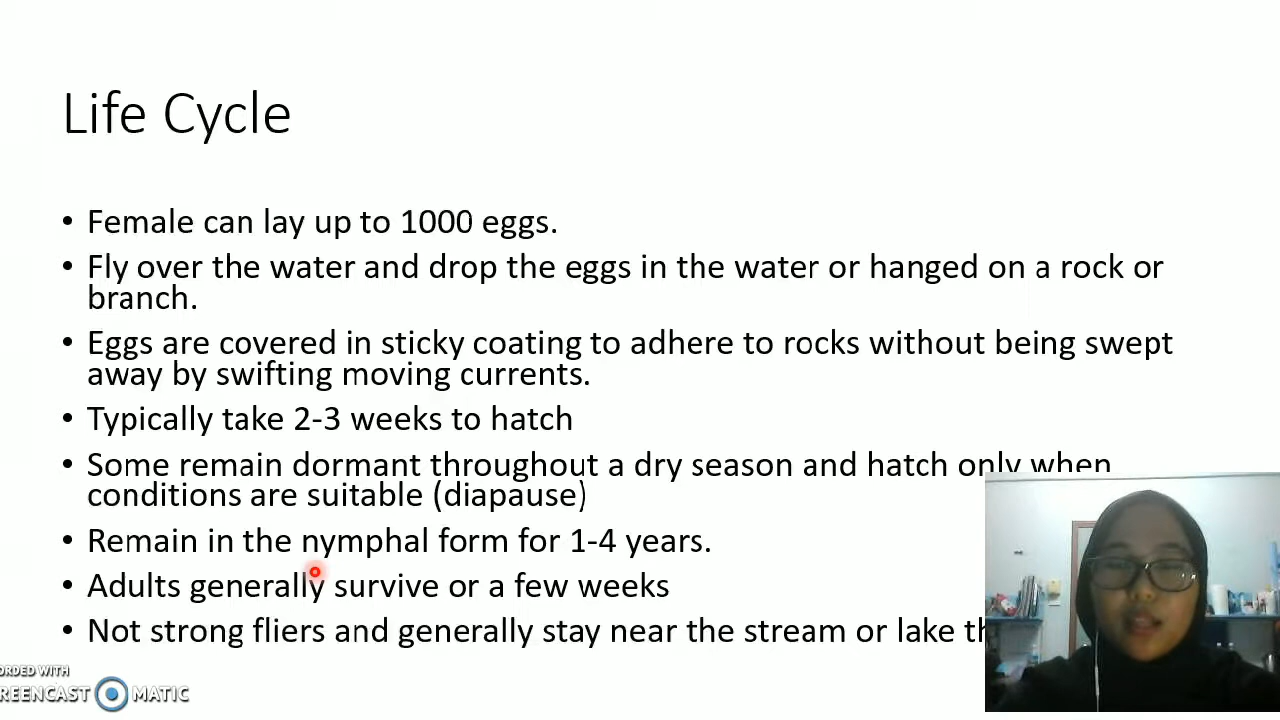 Life Cycle
• Female can lay up to 1000 eggs.
• Fly over the water and drop the eggs in the water or hanged on a rock or
branch.
• Eggs are covered in sticky coating to adhere to rocks without being swept
away by swifting moving currents.
• Typically take 2-3 weeks to hatch
• Some remain dormant throughout a dry season and hatch only when
conditions are suitable (diapause)
• Remain in the nymphal form for 1-4 years.
• Adults generally survive or a few weeks
• Not strong fliers and generally stay near the stream or lake
WITH
MATIC